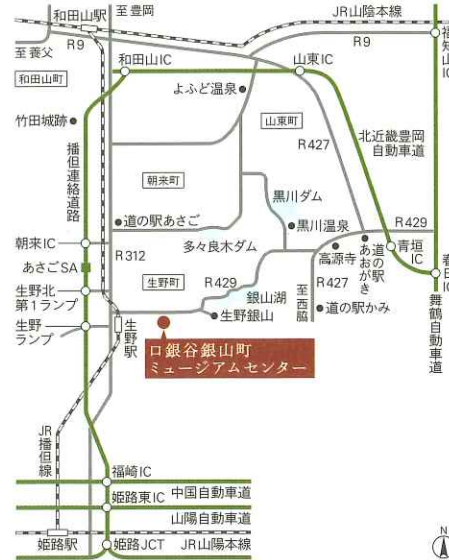 和田山駅
至豊岡
JR山陰本線
至養父
R9
R9
福知山IC
和田山町
和田山IC
山東IC
よふど温泉
竹田城跡
山東町
R427
北近畿豊岡
自動車道
播但連絡道路
朝来町
黒川ダム
道の駅あさご
黒川温泉
R429
朝来IC
R312
多々良木ダム
高源寺
道の駅
あおがき
青垣
IC
あさごSA
生野町
R429
至西脇
R427
春日IC
生野北
第1ランプ
銀山湖
道の駅かみ
生野
ランプ
生野駅
生野銀山
舞鶴自動車道
口銀谷銀山町
ミュージアムセンター
JR播但線
福崎IC
中国自動車道
姫路東IC
山陽自動車道
姫路駅
姫路JCT
JR山陽本線
N